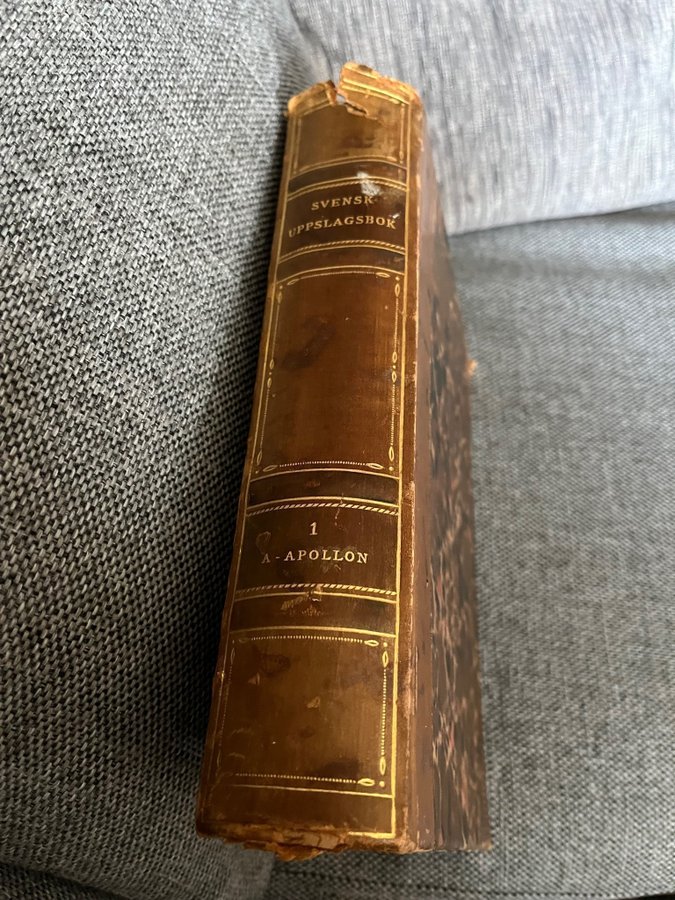 SVENSK
UPPSLAGSBOK
1
A - APOLLON